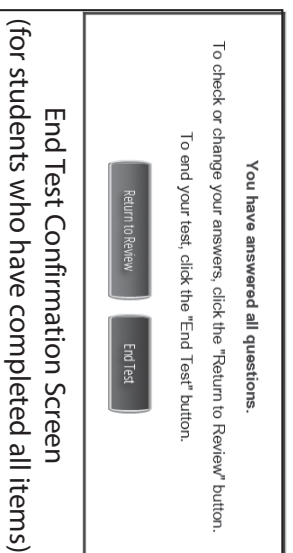 You have answered all questions.
To check or change your answers, click the "Return to Review" button.
To end your test, click the "End Test" button.
Return to Review
End Test
End Test Confirmation Screen
(for students who have completed all items)